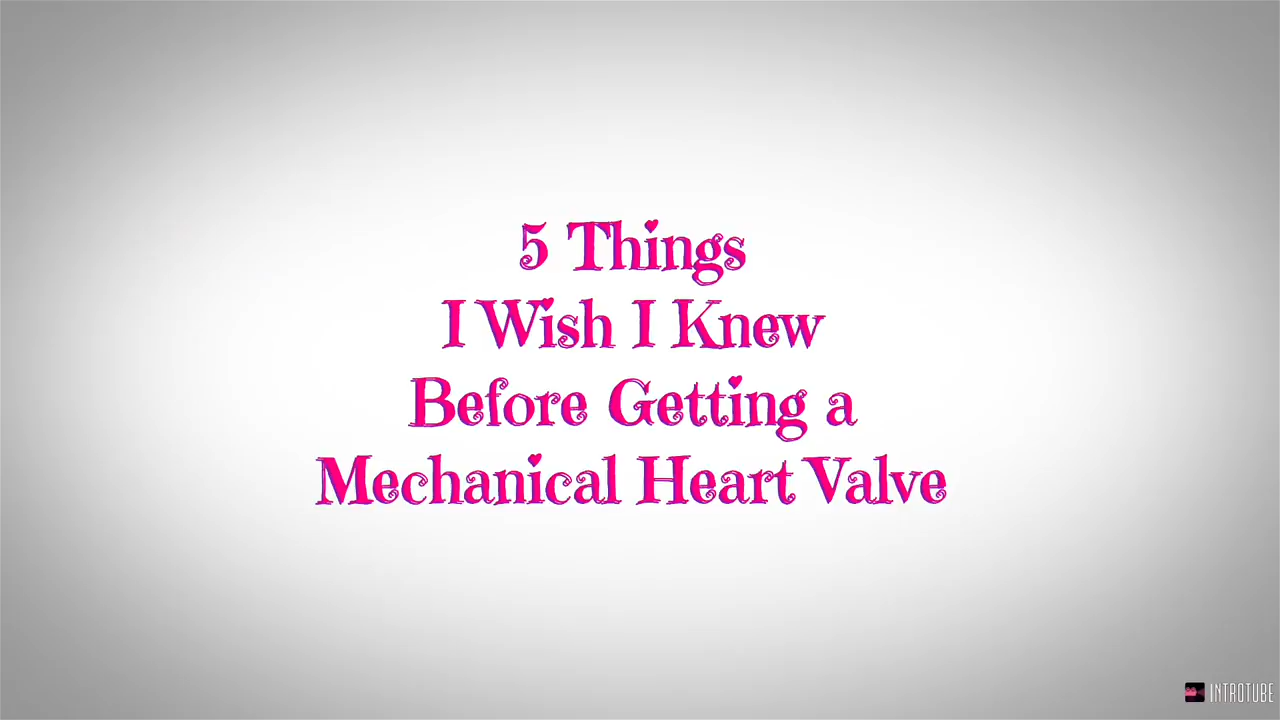 5 Things
I Wish I Knew
Before Getting a
Mechanical Heart Valve
INTROTUBE